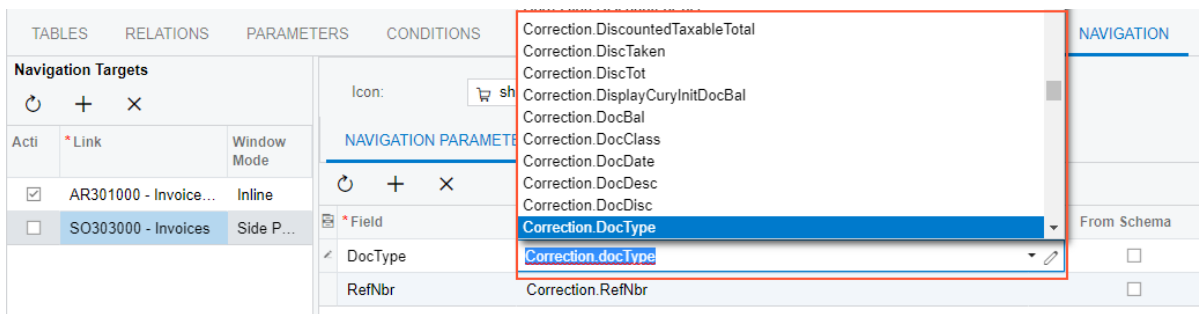 TABLES RELATIONS PARAMETERS CONDITIONS NAVIGATION
Navigation Targets
Acti *Link Window Mode
AR301000 - Invoice... Inline
SO303000 - Invoices Side P...
Icon: sh
NAVIGATION PARAMETE
*Field From Schema
DocType Correction.docType
RefNbr Correction.RefNbr
Correction.DiscountedTaxableTotal
Correction.DiscTaken
Correction.DiscTot
Correction.DisplayCuryInitDocBal
Correction.DocBal
Correction.DocClass
Correction.DocDate
Correction.DocDesc
Correction.DocDisc
Correction.DocType